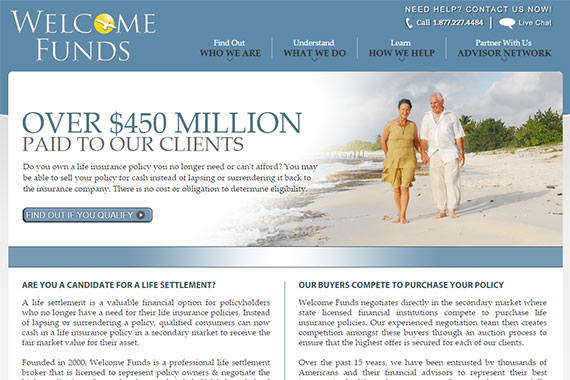 WELCOME
FUNDS
NEED HELP? CONTACT US NOW!
Call 1.877.227.4484
Live Chat
Find Out
WHO WE ARE
Understand
WHAT WE DO
Learn
HOW WE HELP
Partner With Us
ADVISOR NETWORK
OVER $450 MILLION
PAID TO OUR CLIENTS
Do you own a life insurance policy you no longer need or can't afford? You may
be able to sell your policy for cash instead of lapsing or surrendering it back to
the insurance company. There is no cost or obligation to determine eligibility.
FIND OUT IF YOU QUALIFY
ARE YOU A CANDIDATE FOR A LIFE SETTLEMENT?
A life settlement is a valuable financial option for policyholders
who no longer have a need for their life insurance policies. Instead
of lapsing or surrendering a policy, qualified consumers can now
cash in a life insurance policy in a secondary market to receive the
fair market value for their asset.
Founded in 2000, Welcome Funds is a professional life settlement
broker that is licensed to represent policy owners & negotiate the
OUR BUYERS COMPETE TO PURCHASE YOUR POLICY
Welcome Funds negotiates directly in the secondary market where
state licensed financial institutions compete to purchase life
insurance policies. Our experienced negotiation team then creates
competition amongst these buyers through an auction process to
ensure that the highest offer is secured for each of our clients.
Over the past 15 years, we have been entrusted by thousands of
Americans and their financial advisors to represent their best